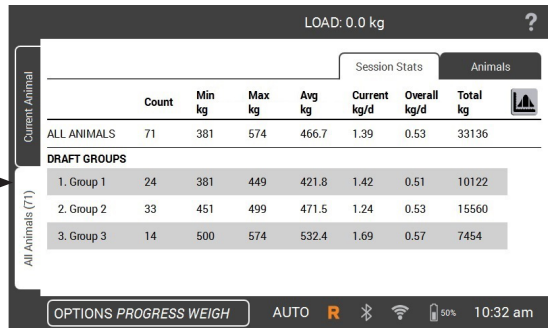 LOAD: 0.0 kg ?
Current Animal
All Animals (71)
Session Stats Animals
Count Min kg Max kg Avg kg Current kg/d Overall kg/d Total kg
ALL ANIMALS 71 381 574 466.7 1.39 0.53 33136
DRAFT GROUPS
1. Group 1 24 381 449 421.8 1.42 0.51 10122
2. Group 2 33 451 499 471.5 1.24 0.53 15560
3. Group 3 14 500 574 532.4 1.69 0.57 7454
OPTIONS PROGRESS WEIGH AUTO R 50% 10:32 am